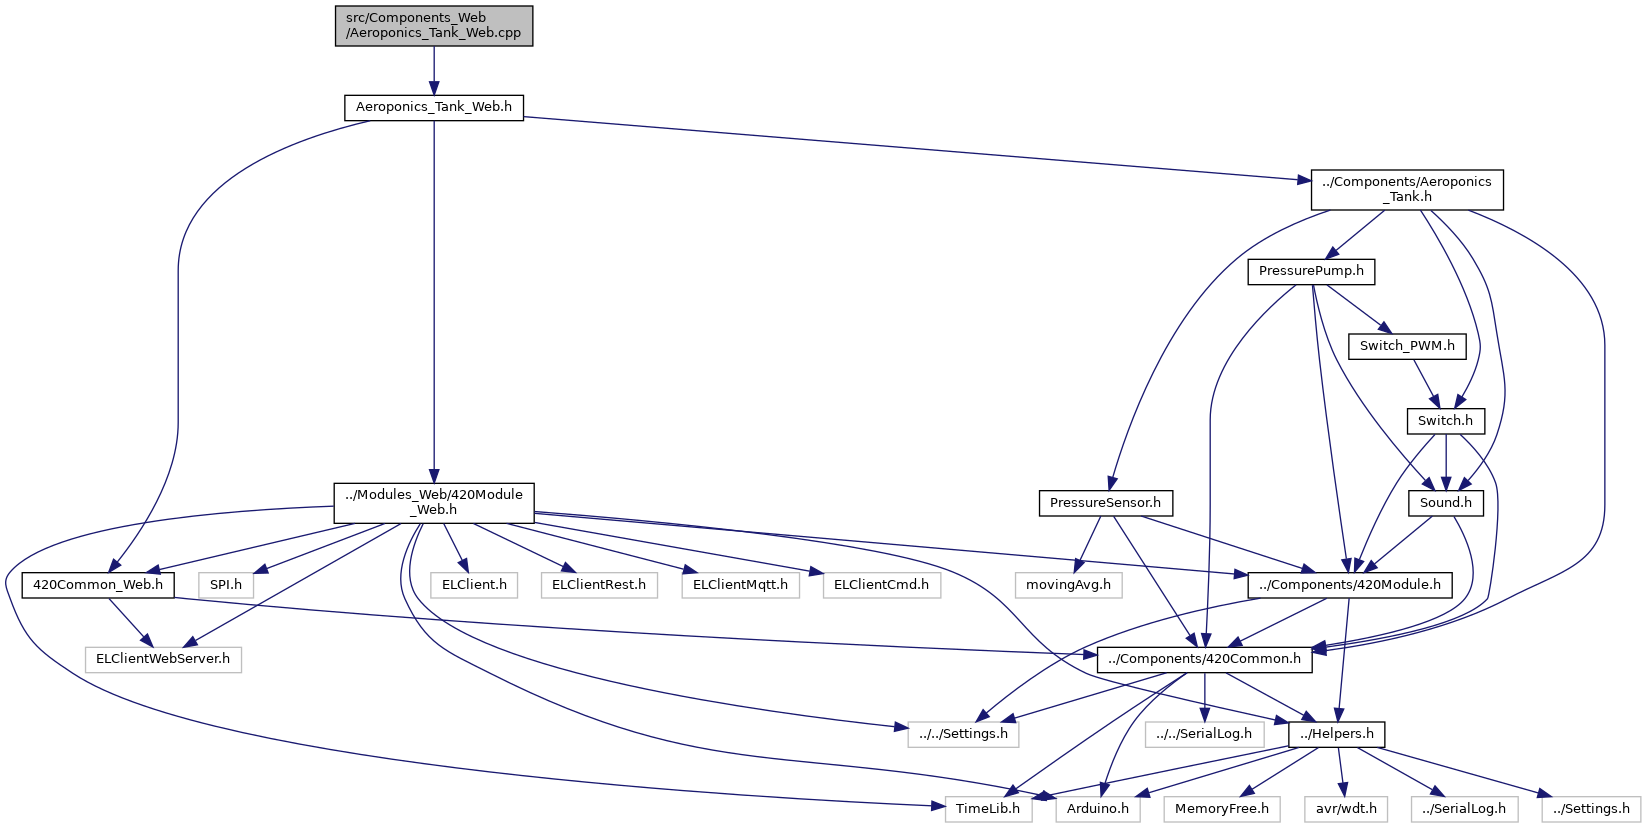 src/Components_Web
/Aeroponics_Tank_Web.cpp
Aeroponics_Tank_Web.h
../Components/Aeroponics
_Tank.h
PressurePump.h
Switch_PWM.h
Switch.h
../Modules_Web/420Module
_Web.h
PressureSensor.h
Sound.h
420Common_Web.h
SPI.h
ELClient.h
ELClientRest.h
ELClientMqtt.h
ELClientCmd.h
movingAvg.h
../Components/420Module.h
ELClientWebServer.h
../Components/420Common.h
../../Settings.h
../../SerialLog.h
../Helpers.h
TimeLib.h
Arduino.h
MemoryFree.h
avr/wdt.h
../SerialLog.h
../Settings.h